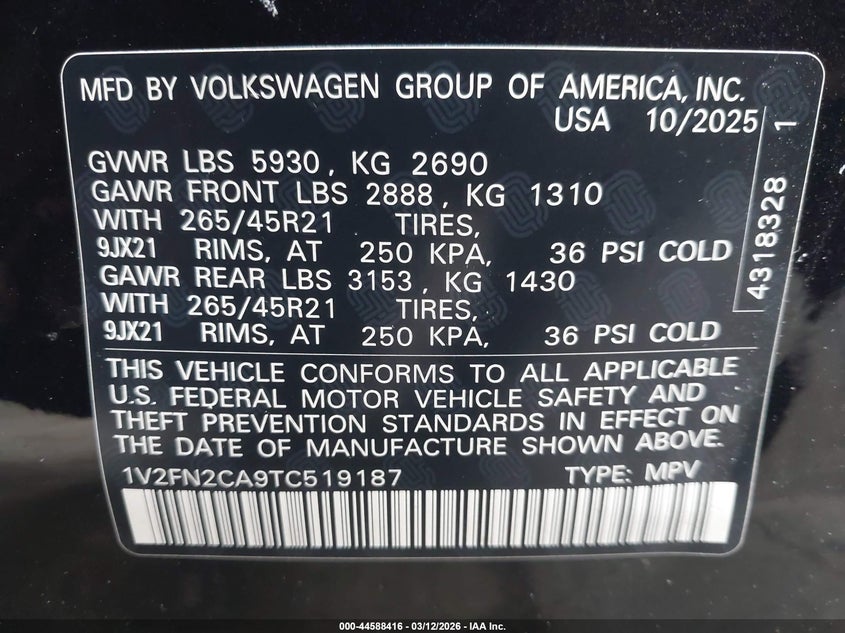 MFD BY VOLKSWAGEN GROUP OF AMERICA, INC.
USA 10/2025
GVWR LBS 5930, KG 2690
GAWR FRONT LBS 2888, KG 1310
WITH 265/45R21 TIRES,
9JX21 RIMS, AT 250 KPA, 36 PSI COLD
GAWR REAR LBS 3153, KG 1430
WITH 265/45R21 TIRES,
9JX21 RIMS, AT 250 KPA, 36 PSI COLD
4318328 1
THIS VEHICLE CONFORMS TO ALL APPLICABLE
U.S. FEDERAL MOTOR VEHICLE SAFETY AND
THEFT PREVENTION STANDARDS IN EFFECT ON
THE DATE OF MANUFACTURE SHOWN ABOVE.
1V2FN2CA9TC519187 TYPE: MPV
000-44588416 - 03/12/2026 - IAA Inc.